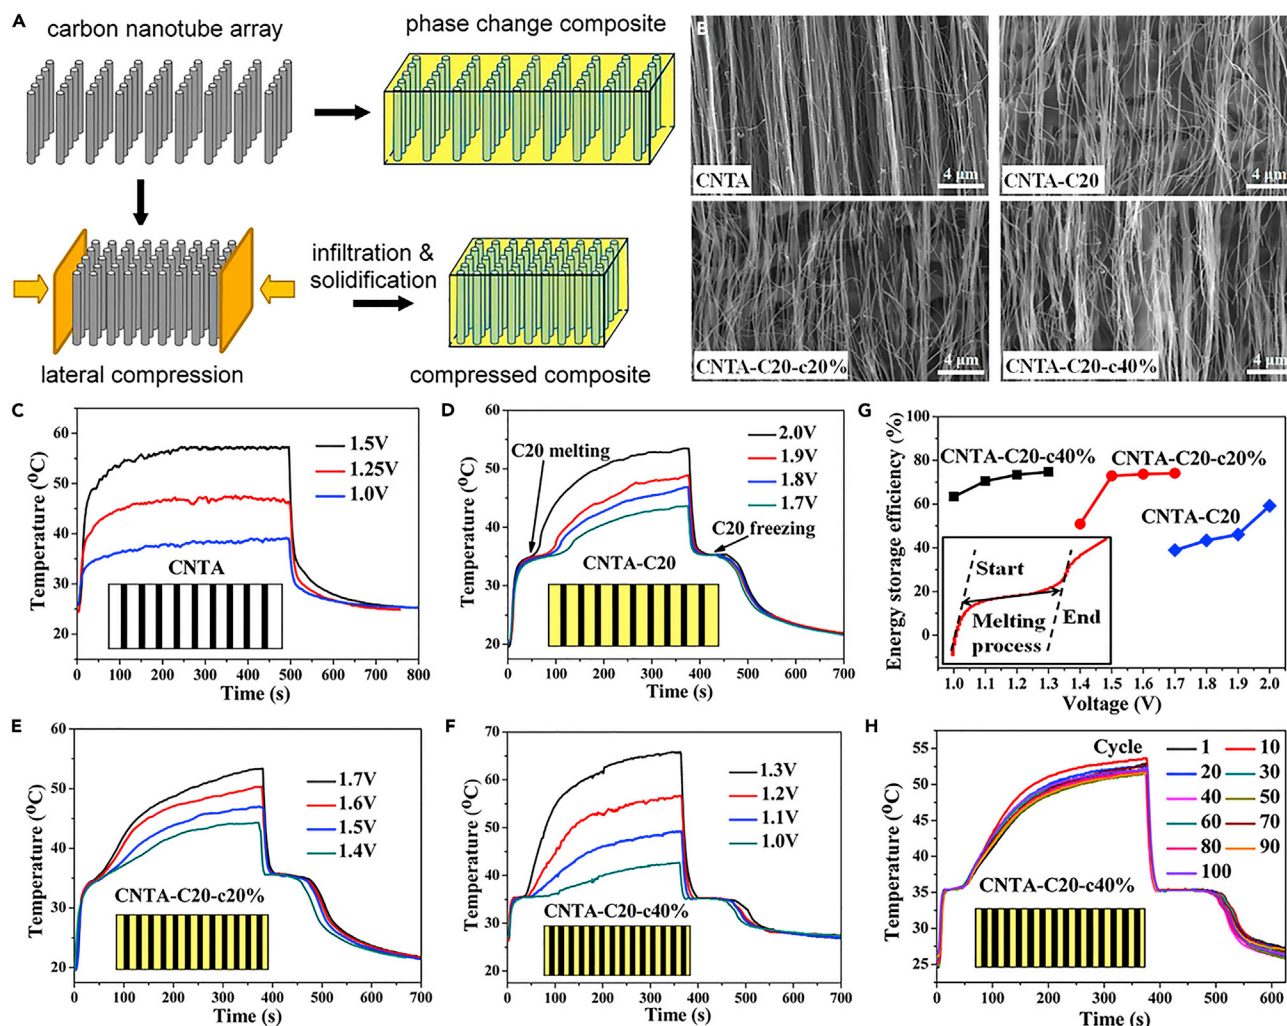 A
carbon nanotube array
phase change composite
infiltration &
solidification
lateral compression
compressed composite
CNTA
4 μm
CNTA-C20
4 μm
CNTA-C20-c20%
4 μm
CNTA-C20-c40%
4 μm
C
Temperature (⁰C)
60
50
40
30
20
1.5V
1.25V
1.0V
CNTA
0 100 200 300 400 500 600 700 800
Time (s)
D
Temperature (⁰C)
60
50
40
30
20
C20 melting
2.0V
1.9V
1.8V
1.7V
C20 freezing
CNTA-C20
0 100 200 300 400 500 600 700
Time (s)
G
Energy storage efficiency (%)
100
80
60
40
20
0
CNTA-C20-c40%
CNTA-C20-c20%
CNTA-C20
Start
Melting
process
End
1.0 1.1 1.2 1.3 1.4 1.5 1.6 1.7 1.8 1.9 2.0
Voltage (V)
E
Temperature (⁰C)
60
50
40
30
20
1.7V
1.6V
1.5V
1.4V
CNTA-C20-c20%
0 100 200 300 400 500 600 700
Time (s)
F
Temperature (⁰C)
70
60
50
40
30
20
1.3V
1.2V
1.1V
1.0V
CNTA-C20-c40%
0 100 200 300 400 500 600 700
Time (s)
H
Temperature (⁰C)
55
50
45
40
35
30
25
Cycle
1 10
20 30
40 50
60 70
80 90
100
CNTA-C20-c40%
0 100 200 300 400 500 600
Time (s)